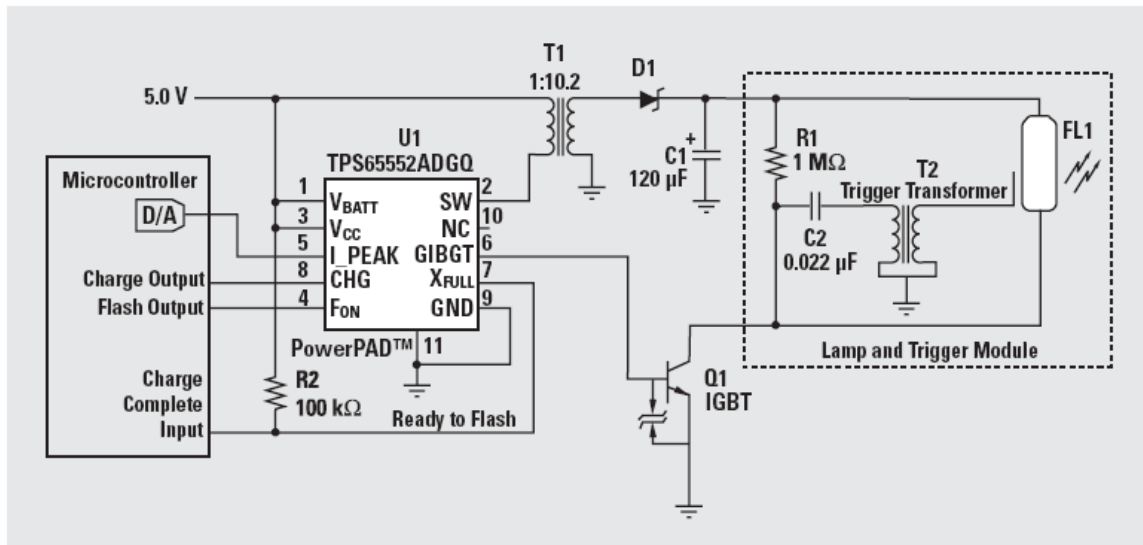 T1
1:10.2
D1
5.0 V
U1
TPS65552ADGQ
Microcontroller
D/A
1
VBATT
3
VCC
5
I_PEAK
8
CHG
4
FON
SW
2
NC
10
GIBGT
6
XFULL
7
GND
9
PowerPAD™
11
Charge Output
Flash Output
Charge
Complete
Input
R2
100 kΩ
Ready to Flash
+
C1
120 µF
R1
1 MΩ
T2
Trigger Transformer
C2
0.022 µF
FL1
Lamp and Trigger Module
Q1
IGBT